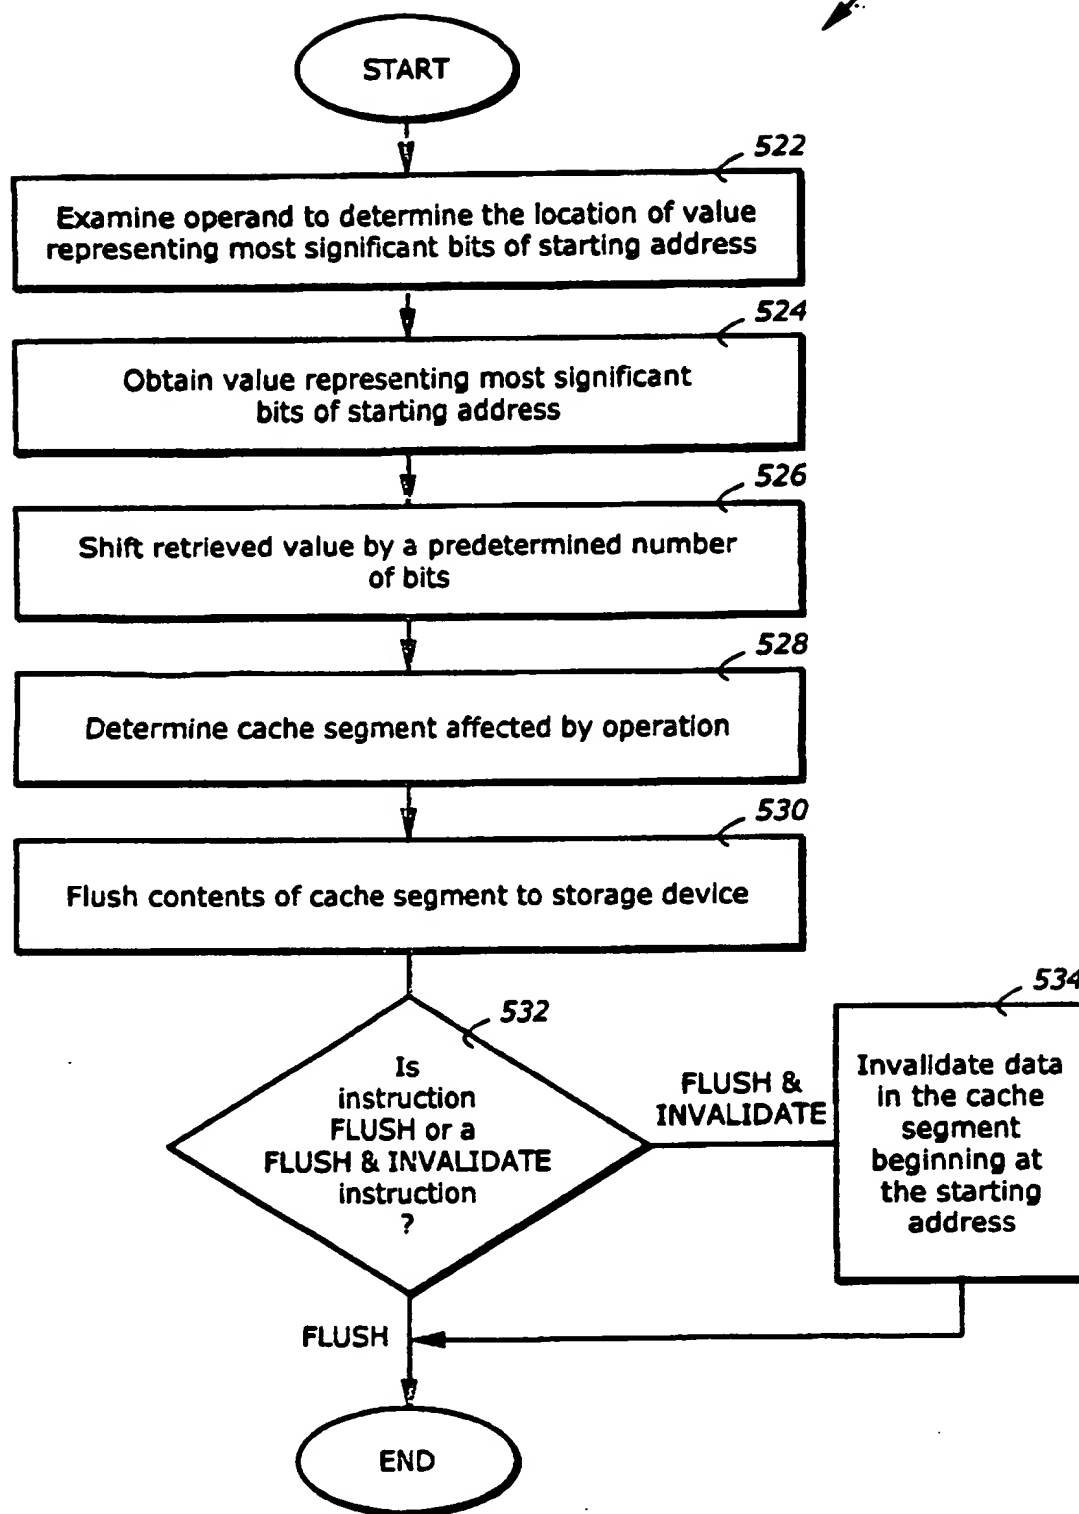 START
522
Examine operand to determine the location of value
representing most significant bits of starting address
524
Obtain value representing most significant
bits of starting address
526
Shift retrieved value by a predetermined number
of bits
528
Determine cache segment affected by operation
530
Flush contents of cache segment to storage device
532
Is
instruction
FLUSH or a
FLUSH & INVALIDATE
instruction
?
FLUSH &
INVALIDATE
534
Invalidate data
in the cache
segment
beginning at
the starting
address
FLUSH
END